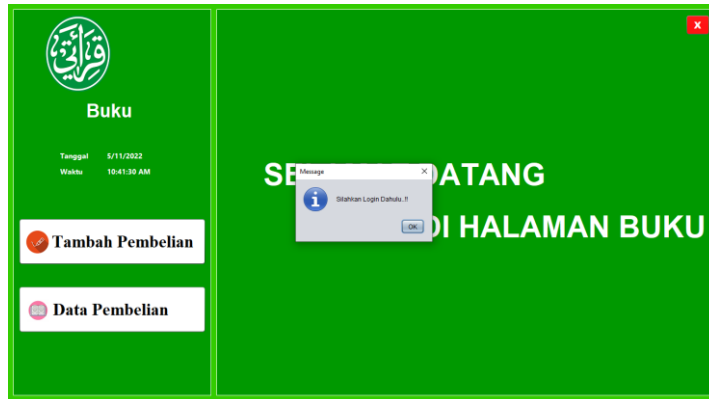 قرآءتي
Buku
Tanggal 5/11/2022
Waktu 10:41:30 AM
Tambah Pembelian
Data Pembelian
X
DATANG
DI HALAMAN BUKU
Message
Silahkan Login Dahulu..!!
OK